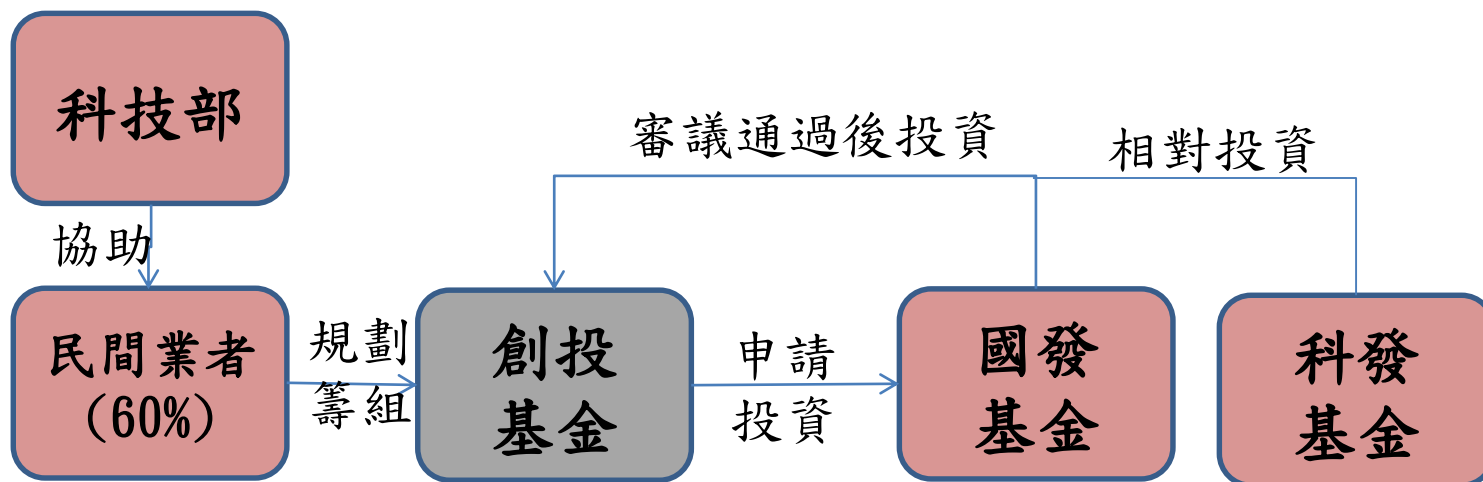 科技部
審議通過後投資
相對投資
協助
民間業者
(60%)
規劃
籌組
創投
基金
申請
投資
國發
基金
科發
基金